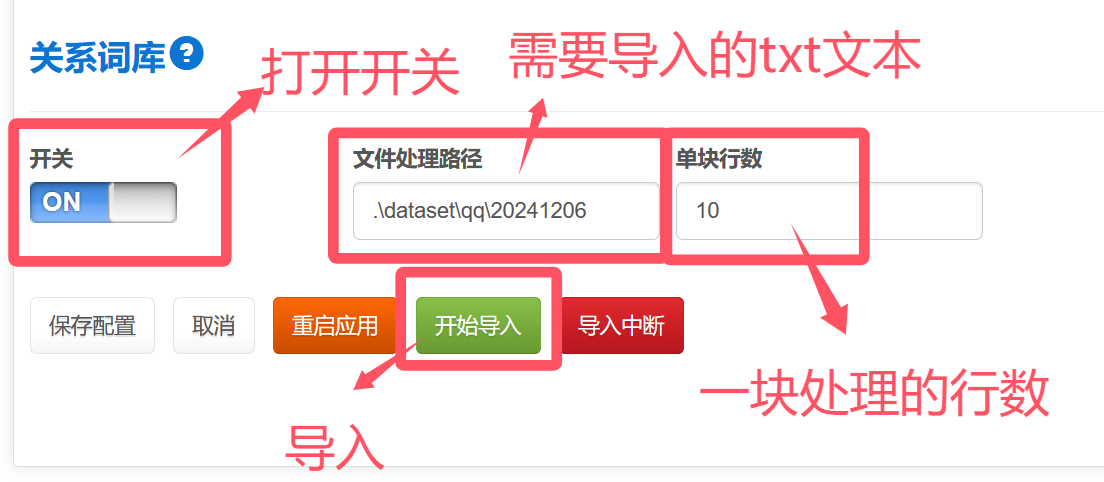 关系词库?
打开开关
需要导入的txt文本
开关
文件处理路径
单块行数
ON
.\dataset\qq\20241206
10
保存配置
取消
重启应用
开始导入
导入中断
一块处理的行数
导入